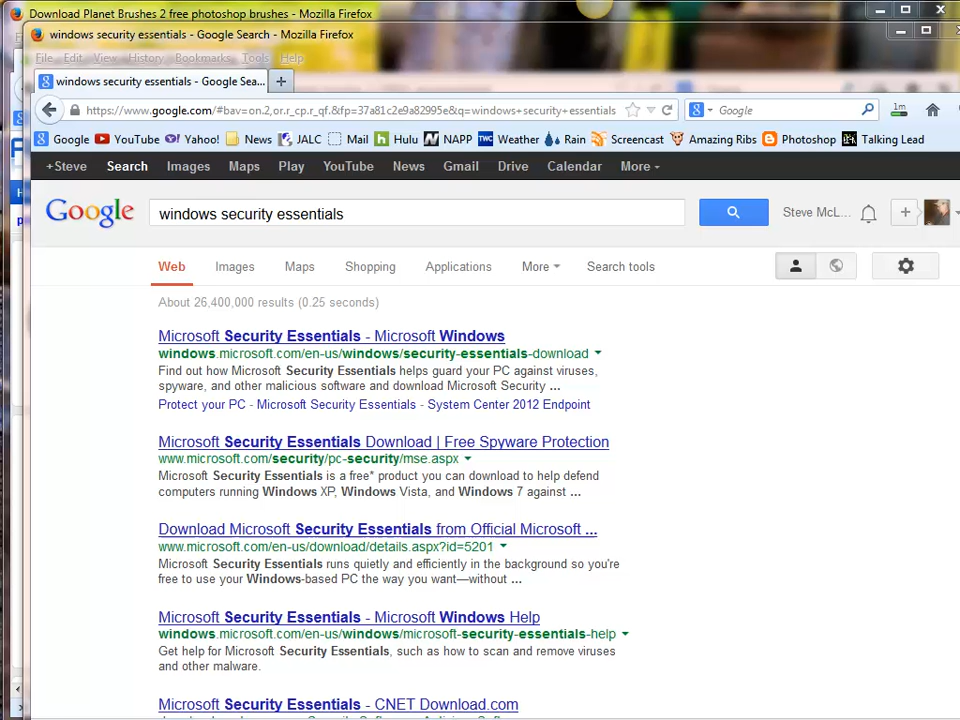 Download Planet Brushes 2 free photoshop brushes - Mozilla Firefox
windows security essentials - Google Search - Mozilla Firefox
File Edit View History Bookmarks Tools Help
windows security essentials - Google Sea...
https://www.google.com/#bav=on.2,or.r_cp.r_qf.&fp=37a81c2e9a82995e&q=windows+security+essentials
Google
1m
Google YouTube Yahoo! News JALC Mail Hulu NAPP Weather Rain Screencast Amazing Ribs Photoshop Talking Lead
+Steve Search Images Maps Play YouTube News Gmail Drive Calendar More
Google windows security essentials Steve McL...
Web Images Maps Shopping Applications More Search tools
About 26,400,000 results (0.25 seconds)
Microsoft Security Essentials - Microsoft Windows
windows.microsoft.com/en-us/windows/security-essentials-download
Find out how Microsoft Security Essentials helps guard your PC against viruses,
spyware, and other malicious software and download Microsoft Security ...
Protect your PC - Microsoft Security Essentials - System Center 2012 Endpoint
Microsoft Security Essentials Download | Free Spyware Protection
www.microsoft.com/security/pc-security/mse.aspx
Microsoft Security Essentials is a free* product you can download to help defend
computers running Windows XP, Windows Vista, and Windows 7 against ...
Download Microsoft Security Essentials from Official Microsoft ...
www.microsoft.com/en-us/download/details.aspx?id=5201
Microsoft Security Essentials runs quietly and efficiently in the background so you're
free to use your Windows-based PC the way you want—without ...
Microsoft Security Essentials - Microsoft Windows Help
windows.microsoft.com/en-us/windows/microsoft-security-essentials-help
Get help for Microsoft Security Essentials, such as how to scan and remove viruses
and other malware.
Microsoft Security Essentials - CNET Download.com